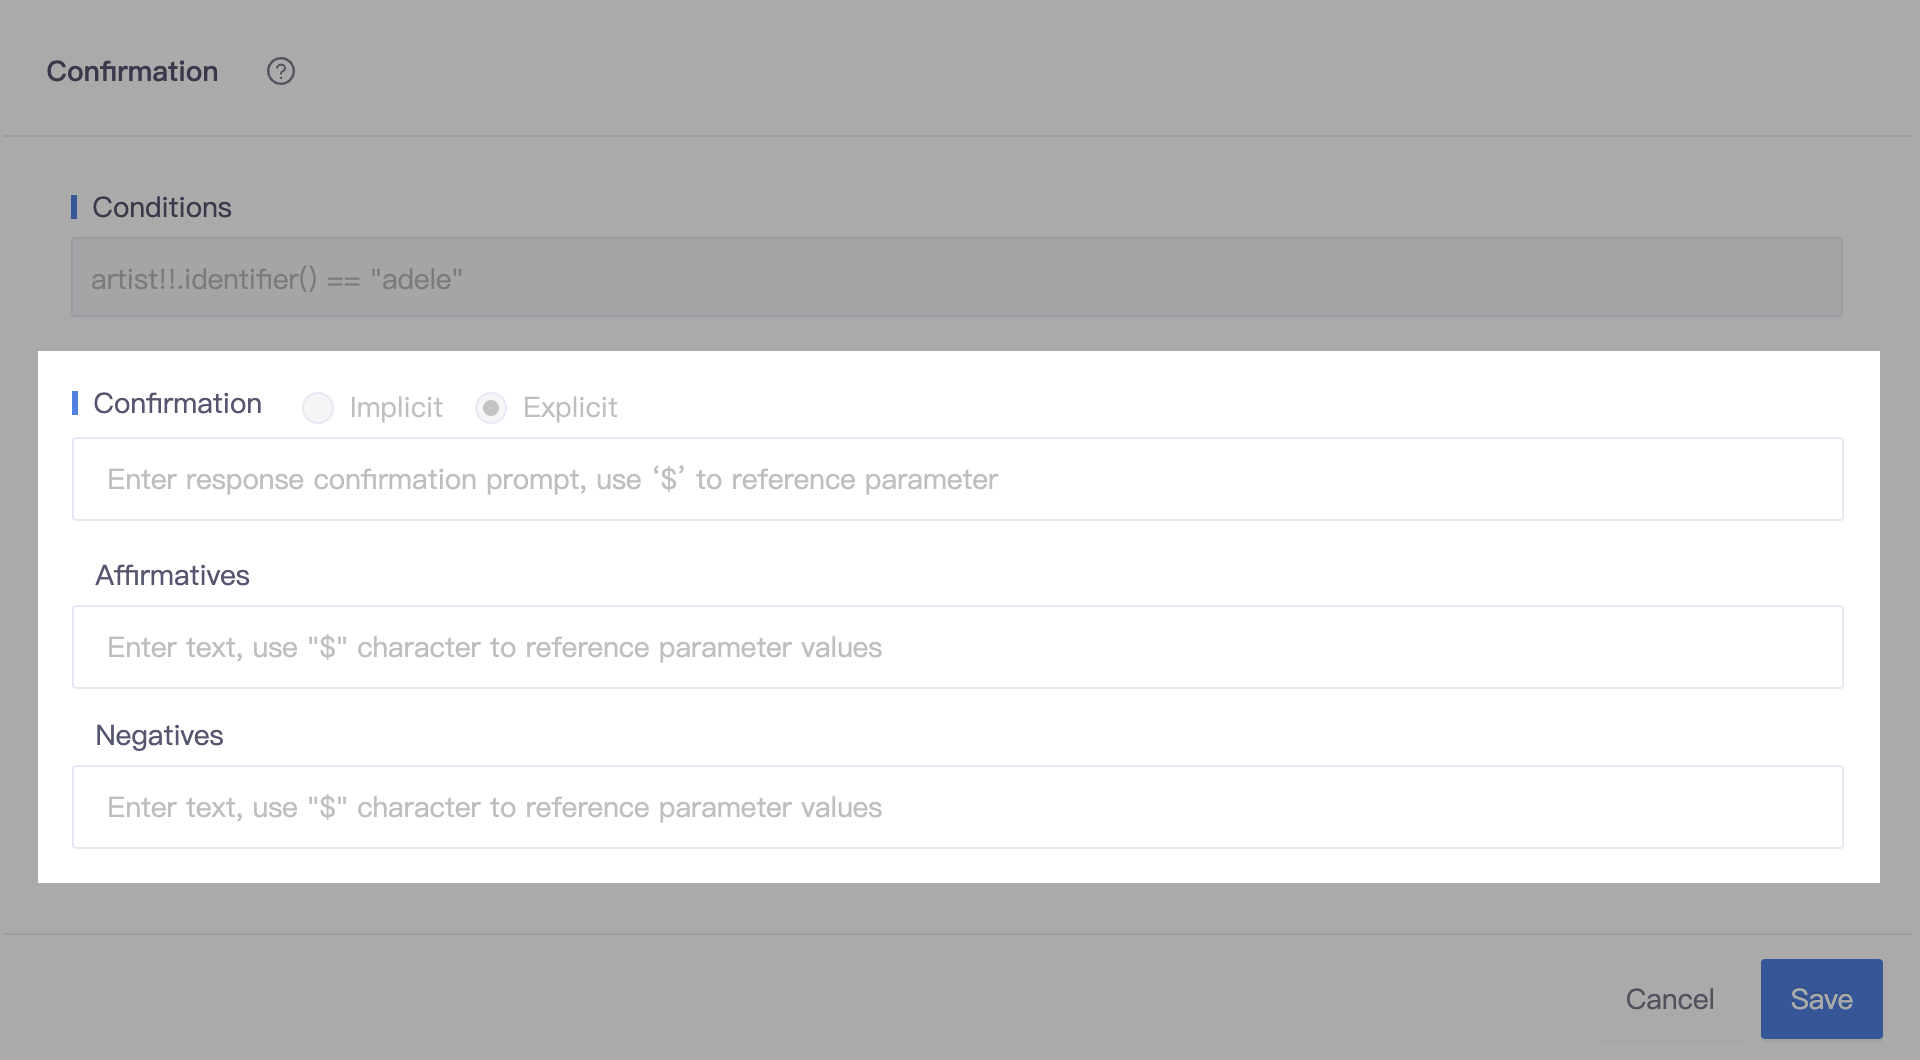 Confirmation ?
Conditions
artist!!.identifier() == "adele"
Confirmation Implicit Explicit
Enter response confirmation prompt, use ‘$’ to reference parameter
Affirmatives
Enter text, use "$" character to reference parameter values
Negatives
Enter text, use "$" character to reference parameter values
Cancel Save